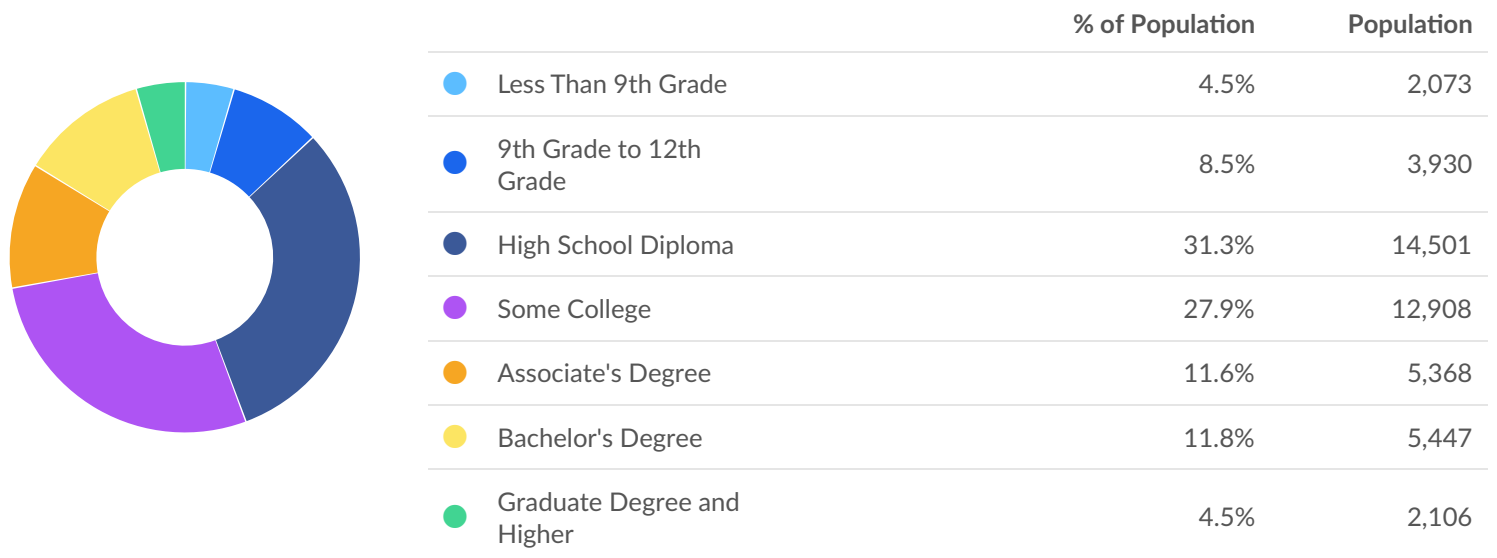 % of Population Population
Less Than 9th Grade 4.5% 2,073
9th Grade to 12th
Grade 8.5% 3,930
High School Diploma 31.3% 14,501
Some College 27.9% 12,908
Associate's Degree 11.6% 5,368
Bachelor's Degree 11.8% 5,447
Graduate Degree and
Higher 4.5% 2,106